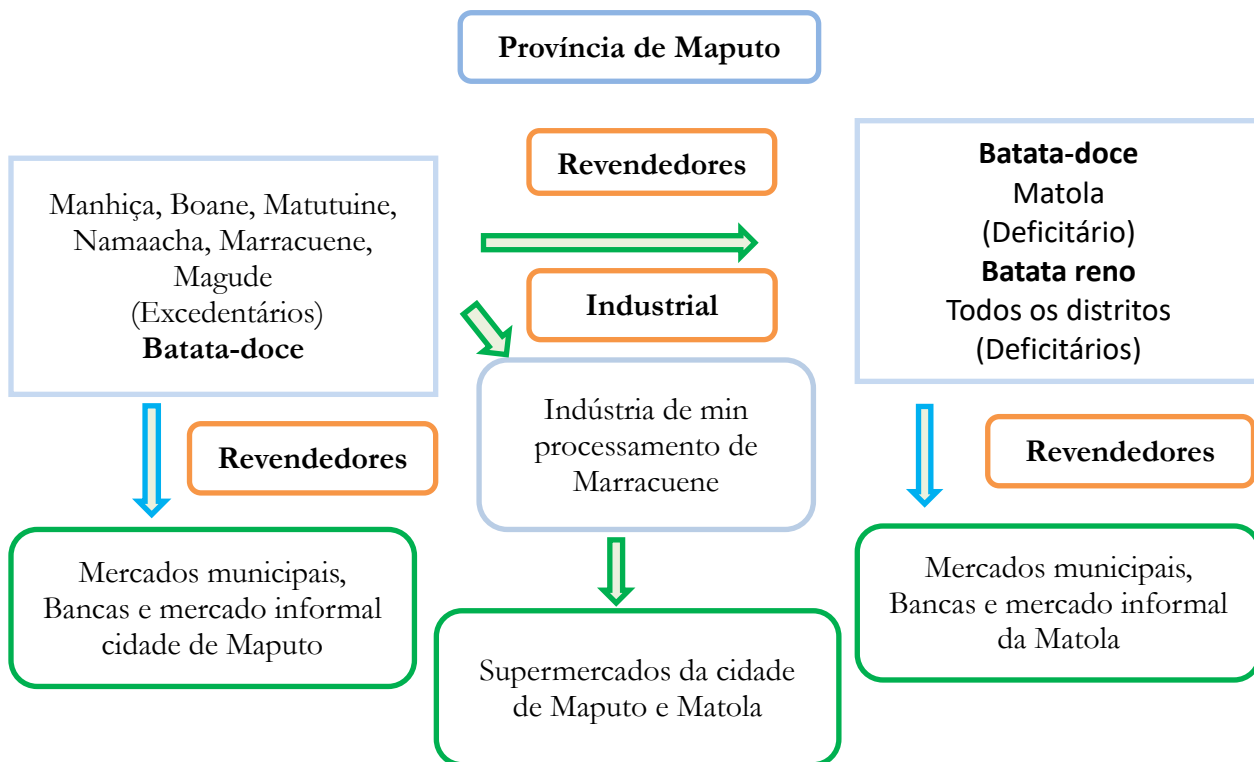 Província de Maputo
Manhiça, Boane, Matutuine,
Namaacha, Marracuene,
Magude
(Excedentários)
Batata-doce
Revendedores
Industrial
Batata-doce
Matola
(Deficitário)
Batata reno
Todos os distritos
(Deficitários)
Revendedores
Indústria de min
processamento de
Marracuene
Revendedores
Mercados municipais,
Bancas e mercado informal
cidade de Maputo
Supermercados da cidade
de Maputo e Matola
Mercados municipais,
Bancas e mercado informal
da Matola